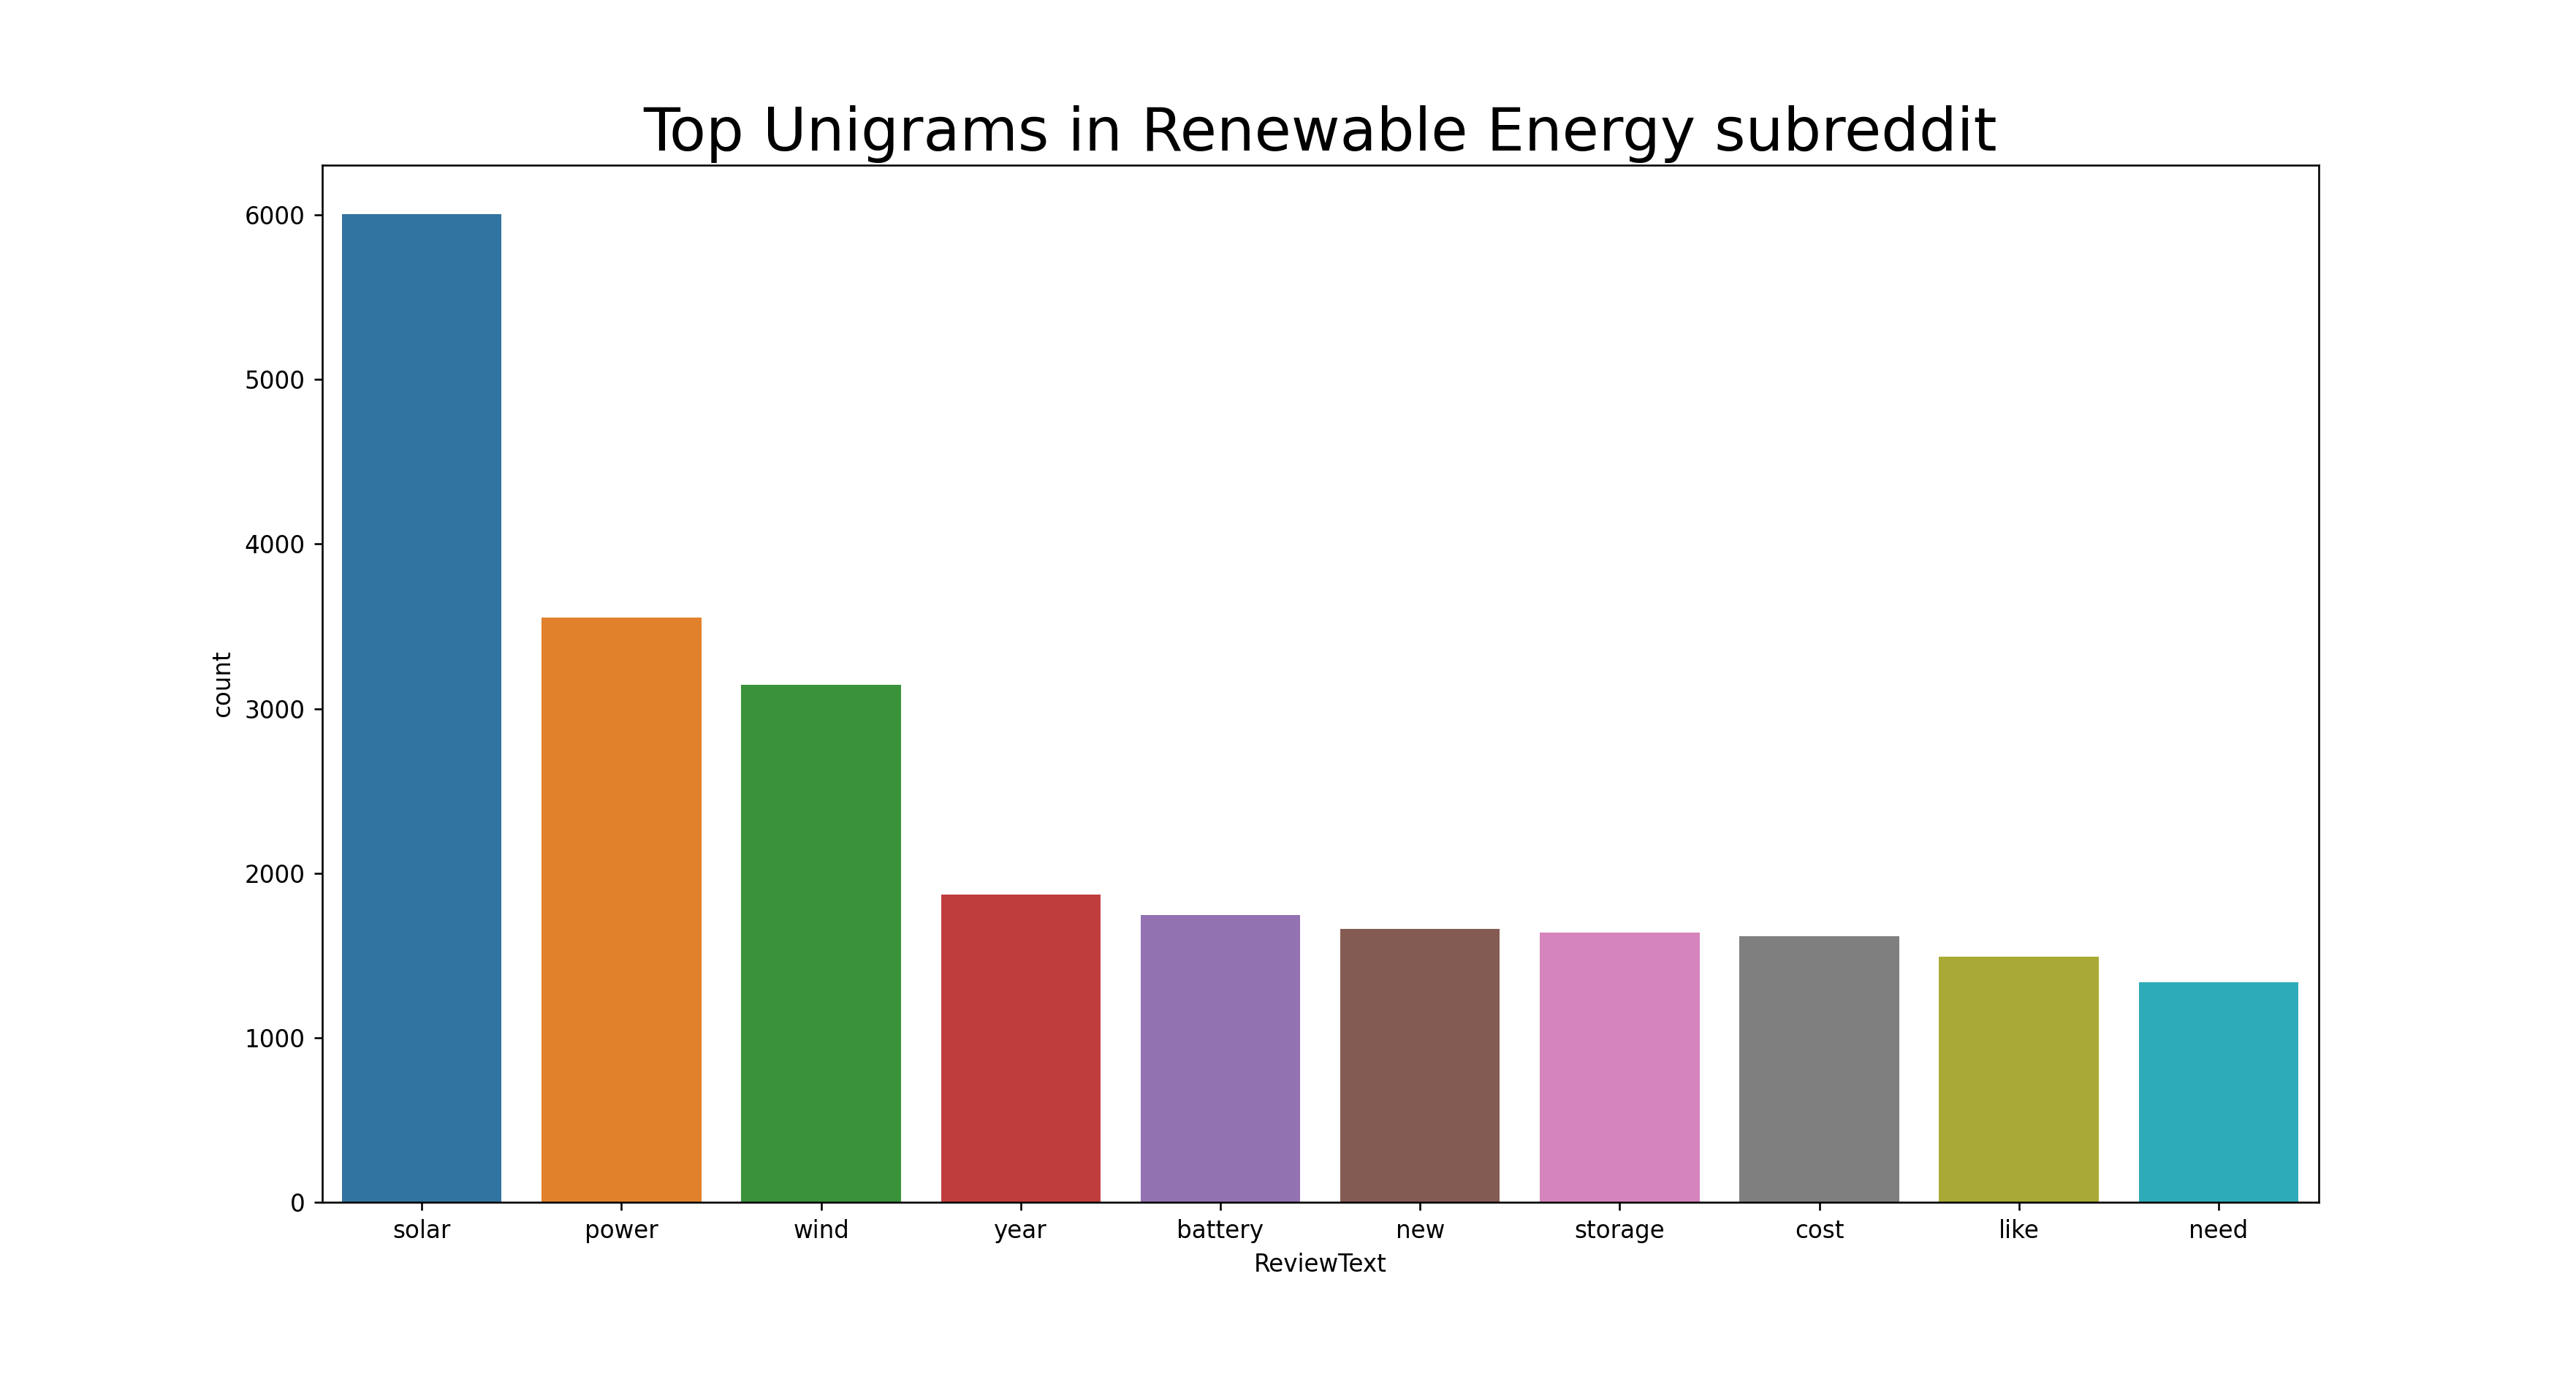 Top Unigrams in Renewable Energy subreddit
6000
5000
4000
3000
2000
1000
0
count
solar power wind year battery new storage cost like need
ReviewText